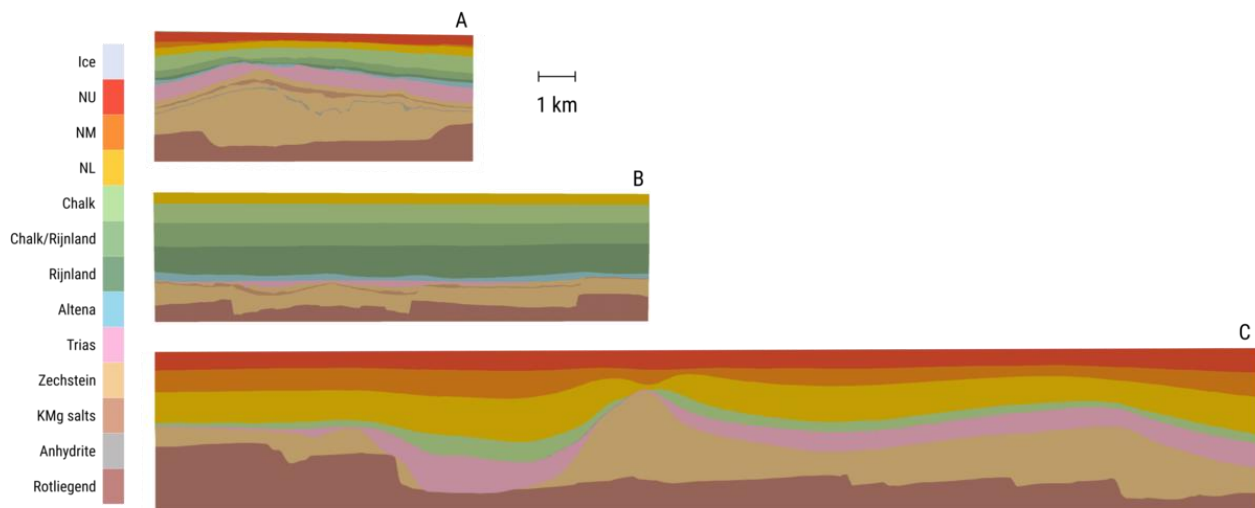 A
1 km
Ice
NU
NM
NL
Chalk
Chalk/Rijnland
Rijnland
Altena
Trias
Zechstein
KMg salts
Anhydrite
Rotliegend
B
C